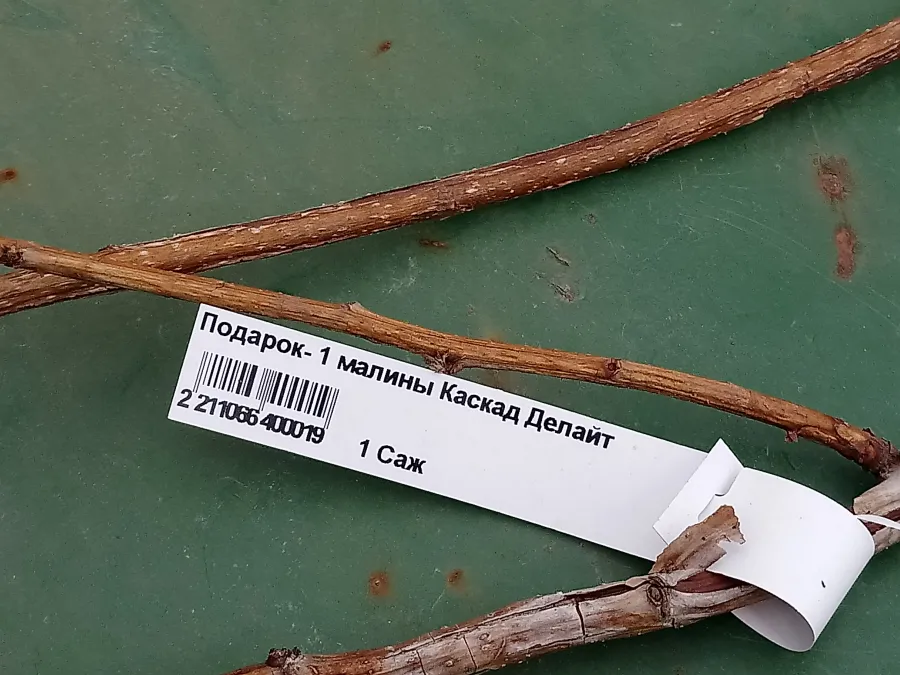 Подарок- 1 малины Каскад Делайт
2 211066 400019
1 Саж